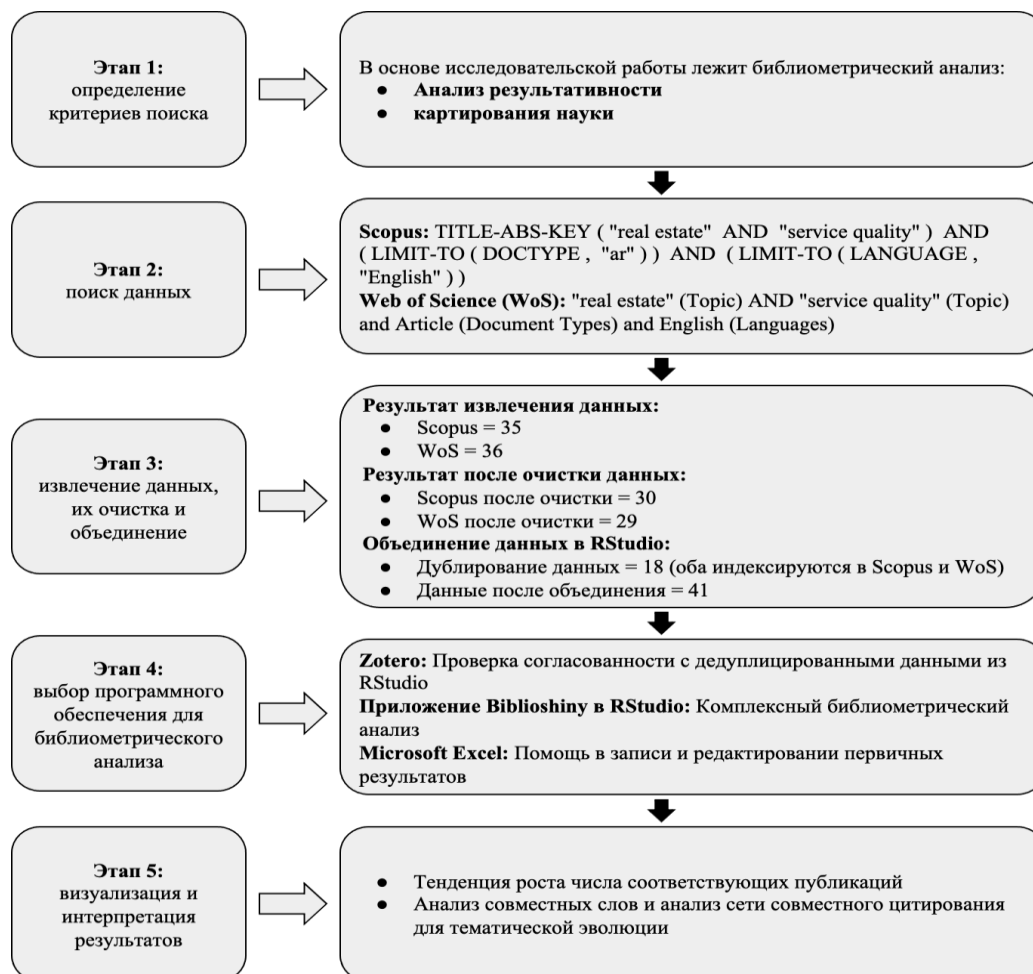 Этап 1:
определение
критериев поиска
В основе исследовательской работы лежит библиометрический анализ:
● Анализ результативности
● картирования науки
Этап 2:
поиск данных
Scopus: TITLE-ABS-KEY ( "real estate" AND "service quality" ) AND
( LIMIT-TO ( DOCTYPE , "ar" ) ) AND ( LIMIT-TO ( LANGUAGE ,
"English" ) )
Web of Science (WoS): "real estate" (Topic) AND "service quality" (Topic)
and Article (Document Types) and English (Languages)
Этап 3:
извлечение данных,
их очистка и
объединение
Результат извлечения данных:
● Scopus = 35
● WoS = 36
Результат после очистки данных:
● Scopus после очистки = 30
● WoS после очистки = 29
Объединение данных в RStudio:
● Дублирование данных = 18 (оба индексируются в Scopus и WoS)
● Данные после объединения = 41
Этап 4:
выбор программного
обеспечения для
библиометрического
анализа
Zotero: Проверка согласованности с дедуплицированными данными из
RStudio
Приложение Biblioshiny в RStudio: Комплексный библиометрический
анализ
Microsoft Excel: Помощь в записи и редактировании первичных
результатов
Этап 5:
визуализация и
интерпретация
результатов
● Тенденция роста числа соответствующих публикаций
● Анализ совместных слов и анализ сети совместного цитирования
для тематической эволюции